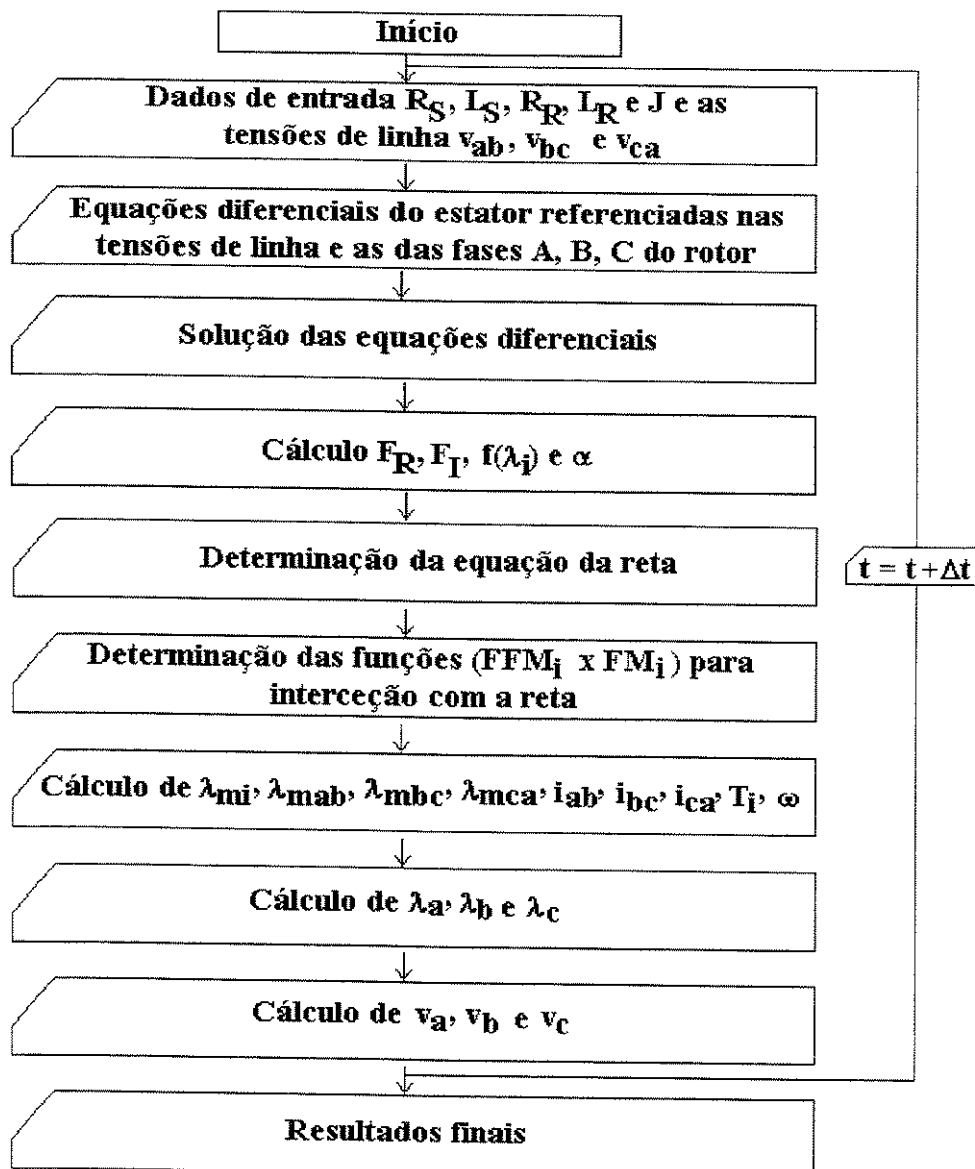 Início
Dados de entrada R_S, L_S, R_R, L_R e J e as
tensões de linha v_ab, v_bc e v_ca
Equações diferenciais do estator referenciadas nas
tensões de linha e as das fases A, B, C do rotor
Solução das equações diferenciais
Cálculo F_R, F_I, f(λ_i) e α
Determinação da equação da reta
t = t+Δt
Determinação das funções (FFM_i x FM_i) para
interceção com a reta
Cálculo de λ_mi, λ_mab, λ_mbc, λ_mca, i_ab, i_bc, i_ca, T_i, ω
Cálculo de λ_a, λ_b e λ_c
Cálculo de v_a, v_b e v_c
Resultados finais